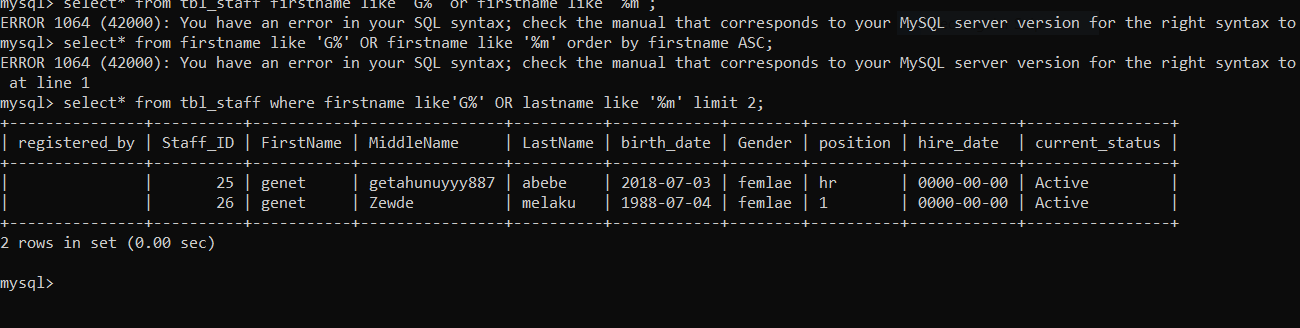 mysql> select* from tbl_staff firstname like 'G%' or firstname like '%m';
ERROR 1064 (42000): You have an error in your SQL syntax; check the manual that corresponds to your MySQL server version for the right syntax to
mysql> select* from firstname like 'G%' OR firstname like '%m' order by firstname ASC;
ERROR 1064 (42000): You have an error in your SQL syntax; check the manual that corresponds to your MySQL server version for the right syntax to
at line 1
mysql> select* from tbl_staff where firstname like'G%' OR lastname like '%m' limit 2;
+---------------+----------+-----------+---------------+----------+------------+--------+----------+------------+----------------+
| registered_by | Staff_ID | FirstName | MiddleName    | LastName | birth_date | Gender | position | hire_date  | current_status |
+---------------+----------+-----------+---------------+----------+------------+--------+----------+------------+----------------+
|               |       25 | genet     | getahunuyyy887 | abebe    | 2018-07-03 | femlae | hr       | 0000-00-00 | Active         |
|               |       26 | genet     | Zewde         | melaku   | 1988-07-04 | femlae | 1        | 0000-00-00 | Active         |
+---------------+----------+-----------+---------------+----------+------------+--------+----------+------------+----------------+
2 rows in set (0.00 sec)
mysql>